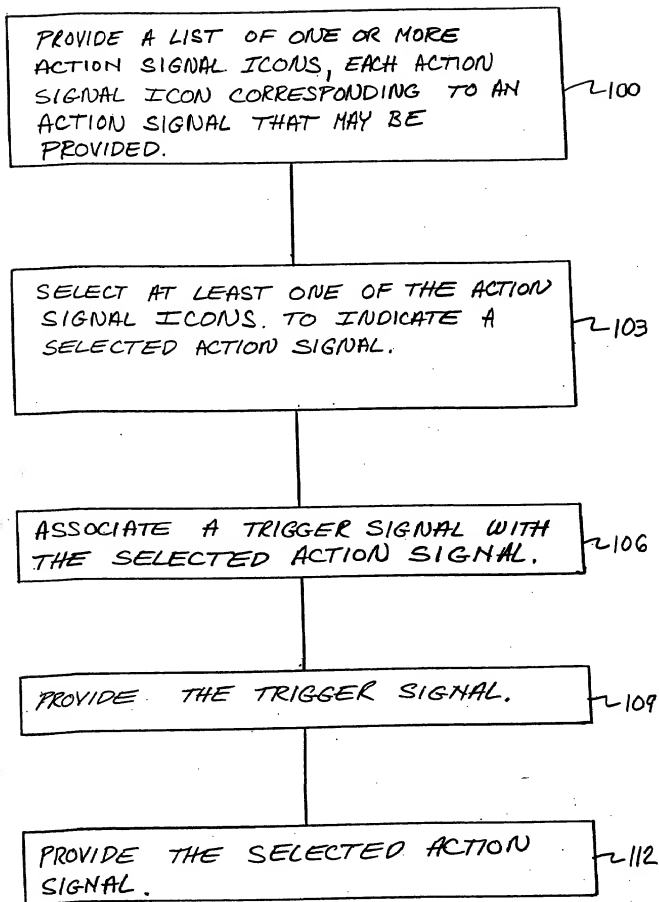 PROVIDE A LIST OF ONE OR MORE
ACTION SIGNAL ICONS, EACH ACTION
SIGNAL ICON CORRESPONDING TO AN
ACTION SIGNAL THAT MAY BE
PROVIDED.
100
SELECT AT LEAST ONE OF THE ACTION
SIGNAL ICONS. TO INDICATE A
SELECTED ACTION SIGNAL.
103
ASSOCIATE A TRIGGER SIGNAL WITH
THE SELECTED ACTION SIGNAL.
106
PROVIDE THE TRIGGER SIGNAL.
109
PROVIDE THE SELECTED ACTION
SIGNAL.
112